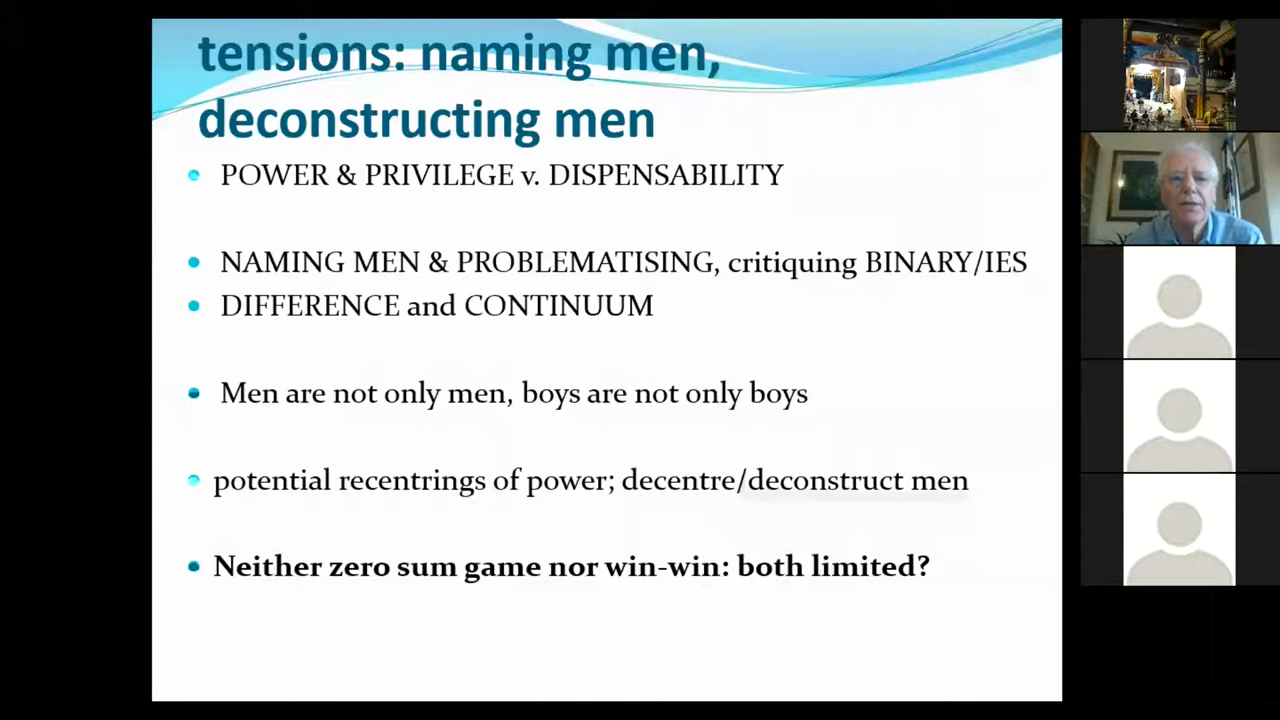 tensions: naming men,
deconstructing men
POWER & PRIVILEGE v. DISPENSABILITY
NAMING MEN & PROBLEMATISING, critiquing BINARY/IES
DIFFERENCE and CONTINUUM
Men are not only men, boys are not only boys
potential recentrings of power; decentre/deconstruct men
Neither zero sum game nor win-win: both limited?